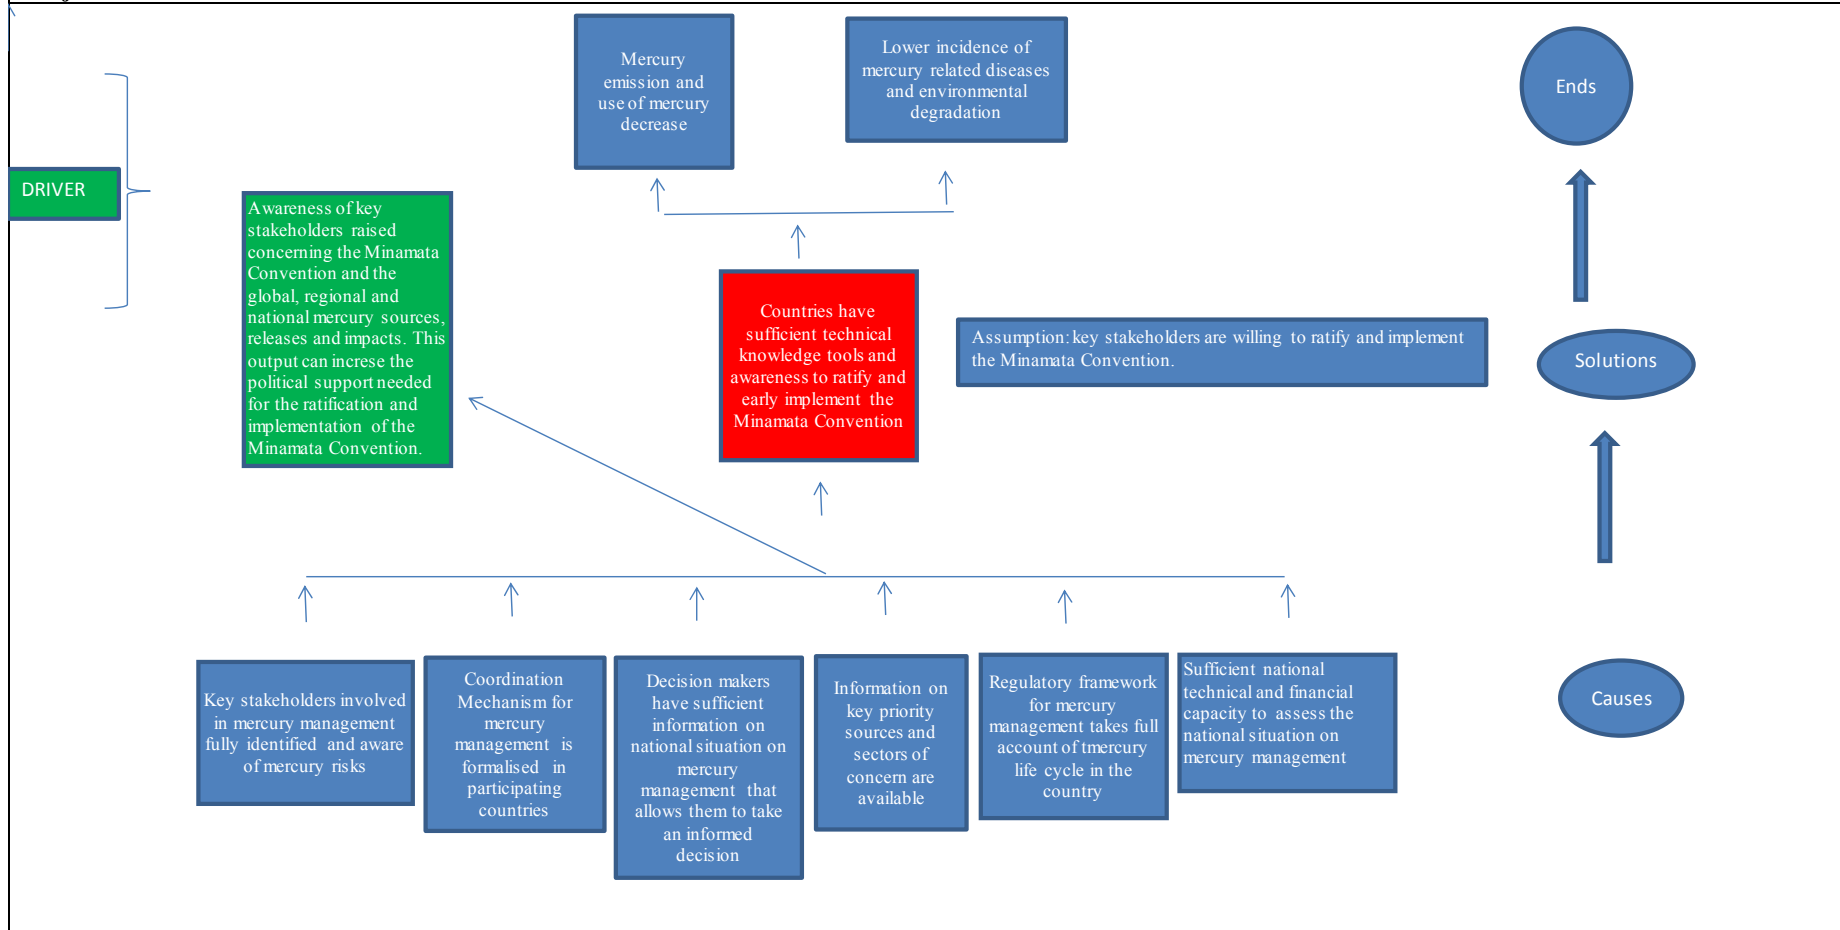 Mercury
emission and
use of mercury
decrease
Lower incidence of
mercury related diseases
and environmental
degradation
Ends
DRIVER
Awareness of key
stakeholders raised
concerning the Minamata
Convention and the
global, regional and
national mercury sources,
releases and impacts. This
output can increse the
political support needed
for the ratification and
implementation of the
Minamata Convention.
Countries have
sufficient technical
knowledge tools and
awareness to ratify and
early implement the
Minamata Convention
Assumption: key stakeholders are willing to ratify and implement
the Minamata Convention.
Solutions
Key stakeholders involved
in mercury management
fully identified and aware
of mercury risks
Coordination
Mechanism for
mercury
management is
formalised in
participating
countries
Decision makers
have sufficient
information on
national situation on
mercury
management that
allows them to take
an informed
decision
Information on
key priority
sources and
sectors of
concern are
available
Regulatory framework
for mercury
management takes full
account of tmercury
life cycle in the
country
Sufficient national
technical and financial
capacity to assess the
national situation on
mercury management
Causes